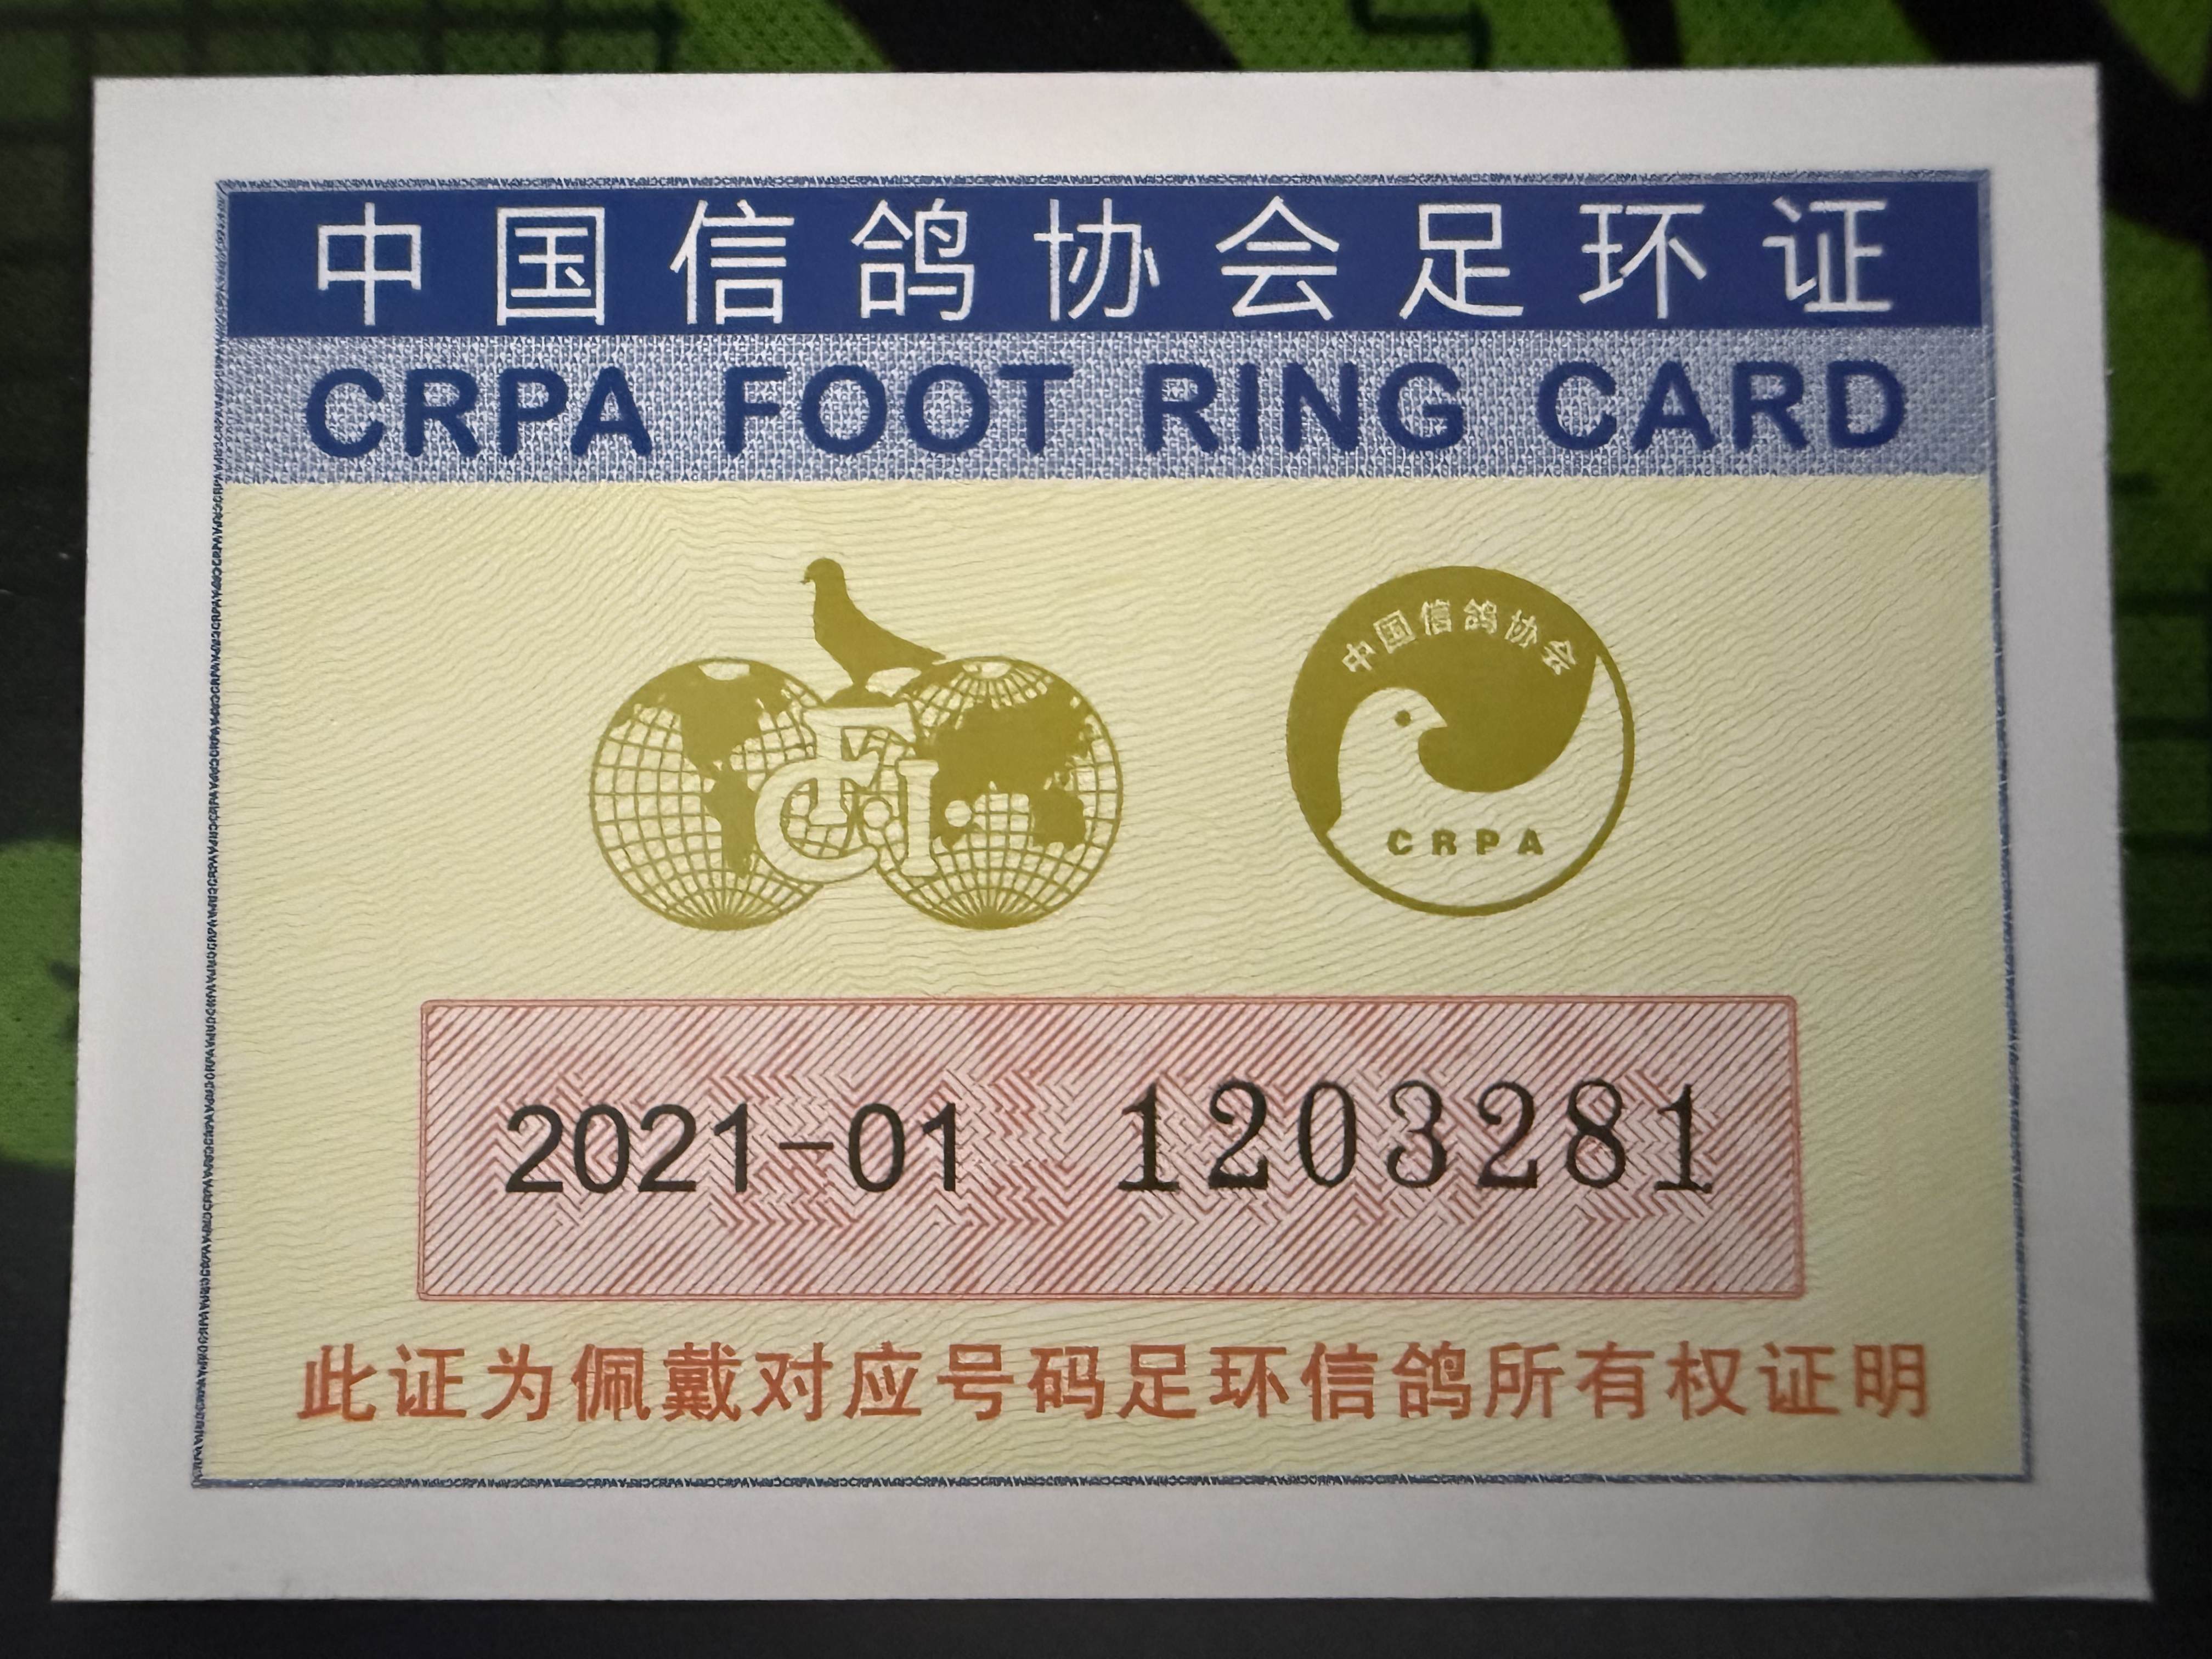 中国信鸽协会足环证
CRPA FOOT RING CARD
F.C.I.
中国信鸽协会
CRPA
2021-01 1203281
此证为佩戴对应号码足环信鸽所有权证明